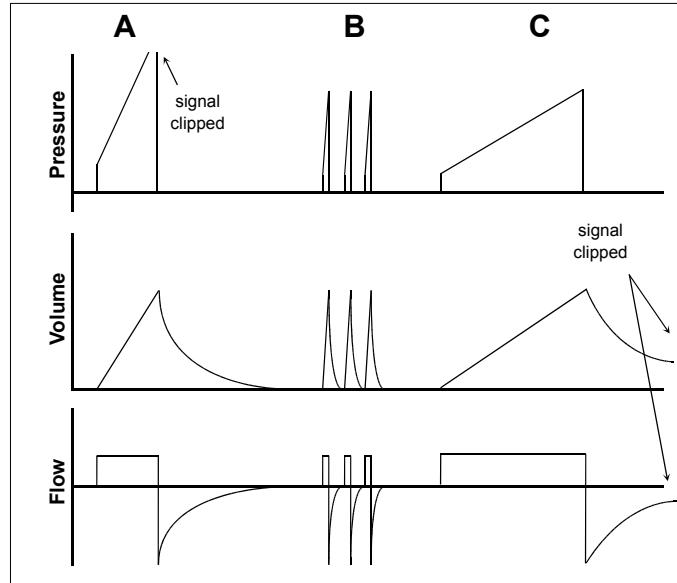 A B C
Pressure
signal
clipped
Volume
signal
clipped
Flow